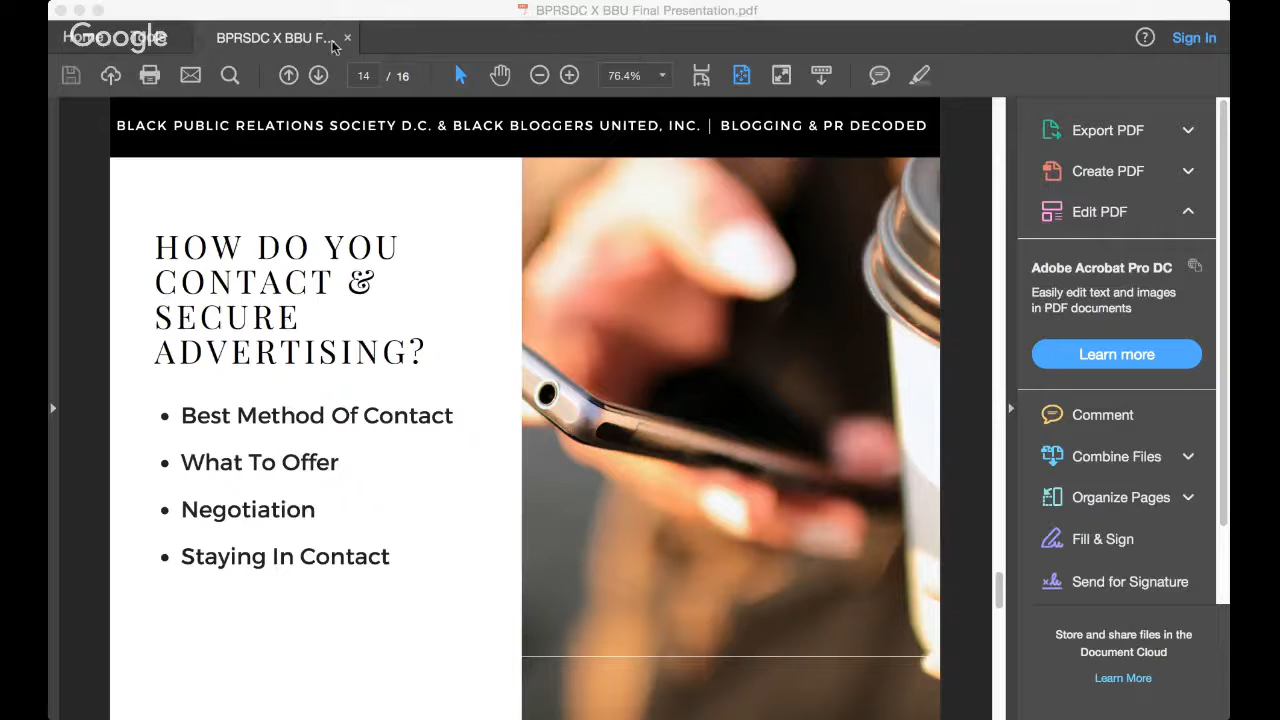 BPRSDC X BBU Final Presentation.pdf
Google
BPRSDC X BBU F...
Sign In
14 / 16
76.4%
BLACK PUBLIC RELATIONS SOCIETY D.C. & BLACK BLOGGERS UNITED, INC. | BLOGGING & PR DECODED
HOW DO YOU
CONTACT &
SECURE
ADVERTISING?
• Best Method Of Contact
• What To Offer
• Negotiation
• Staying In Contact
Export PDF
Create PDF
Edit PDF
Adobe Acrobat Pro DC
Easily edit text and images
in PDF documents
Learn more
Comment
Combine Files
Organize Pages
Fill & Sign
Send for Signature
Store and share files in the
Document Cloud
Learn More